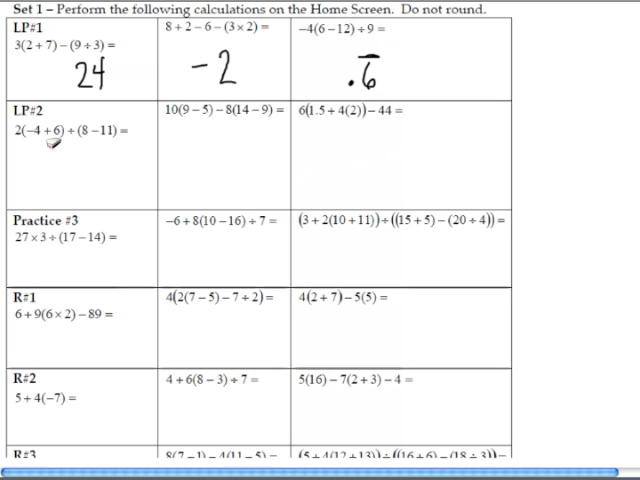 Set 1 – Perform the following calculations on the Home Screen. Do not round.
LP#1
3(2 + 7) – (9 ÷ 3) =
24
8 + 2 – 6 – (3 × 2) =
-2
–4(6 – 12) ÷ 9 =
.6̅
LP#2
2(–4 + 6) ÷ (8 – 11) =
10(9 – 5) – 8(14 – 9) =
6(1.5 + 4(2)) – 44 =
Practice #3
27 × 3 ÷ (17 – 14) =
–6 + 8(10 – 16) ÷ 7 =
(3 + 2(10 + 11)) ÷ ((15 + 5) – (20 ÷ 4)) =
R#1
6 + 9(6 × 2) – 89 =
4(2(7 – 5) – 7 + 2) =
4(2 + 7) – 5(5) =
R#2
5 + 4(–7) =
4 + 6(8 – 3) ÷ 7 =
5(16) – 7(2 + 3) – 4 =
R#3